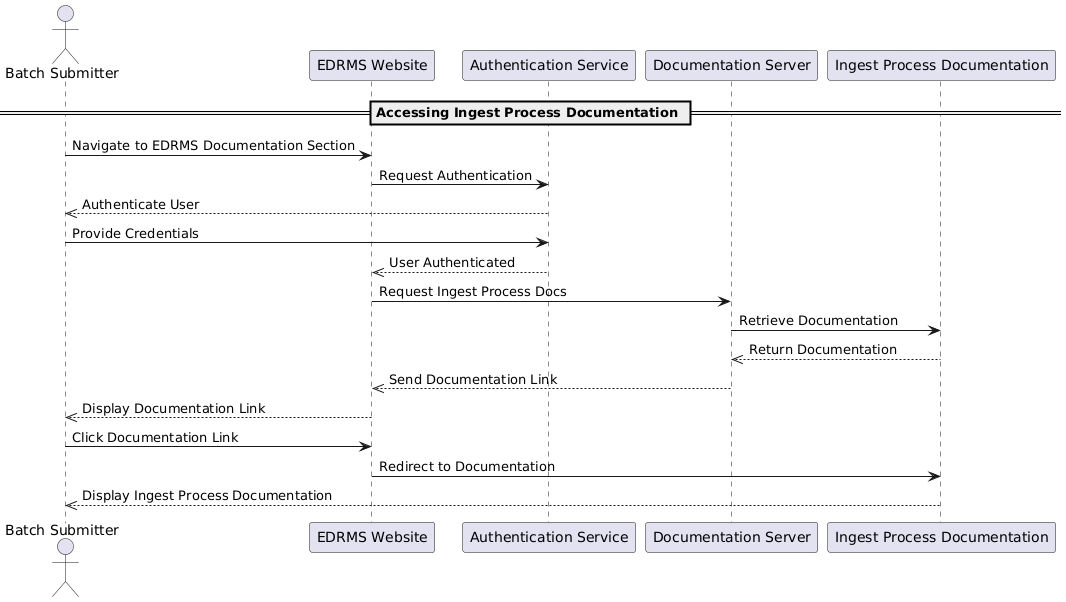 Batch Submitter
EDRMS Website
Authentication Service
Documentation Server
Ingest Process Documentation
Accessing Ingest Process Documentation
Navigate to EDRMS Documentation Section
Request Authentication
Authenticate User
Provide Credentials
User Authenticated
Request Ingest Process Docs
Retrieve Documentation
Return Documentation
Send Documentation Link
Display Documentation Link
Click Documentation Link
Redirect to Documentation
Display Ingest Process Documentation
Batch Submitter
EDRMS Website
Authentication Service
Documentation Server
Ingest Process Documentation